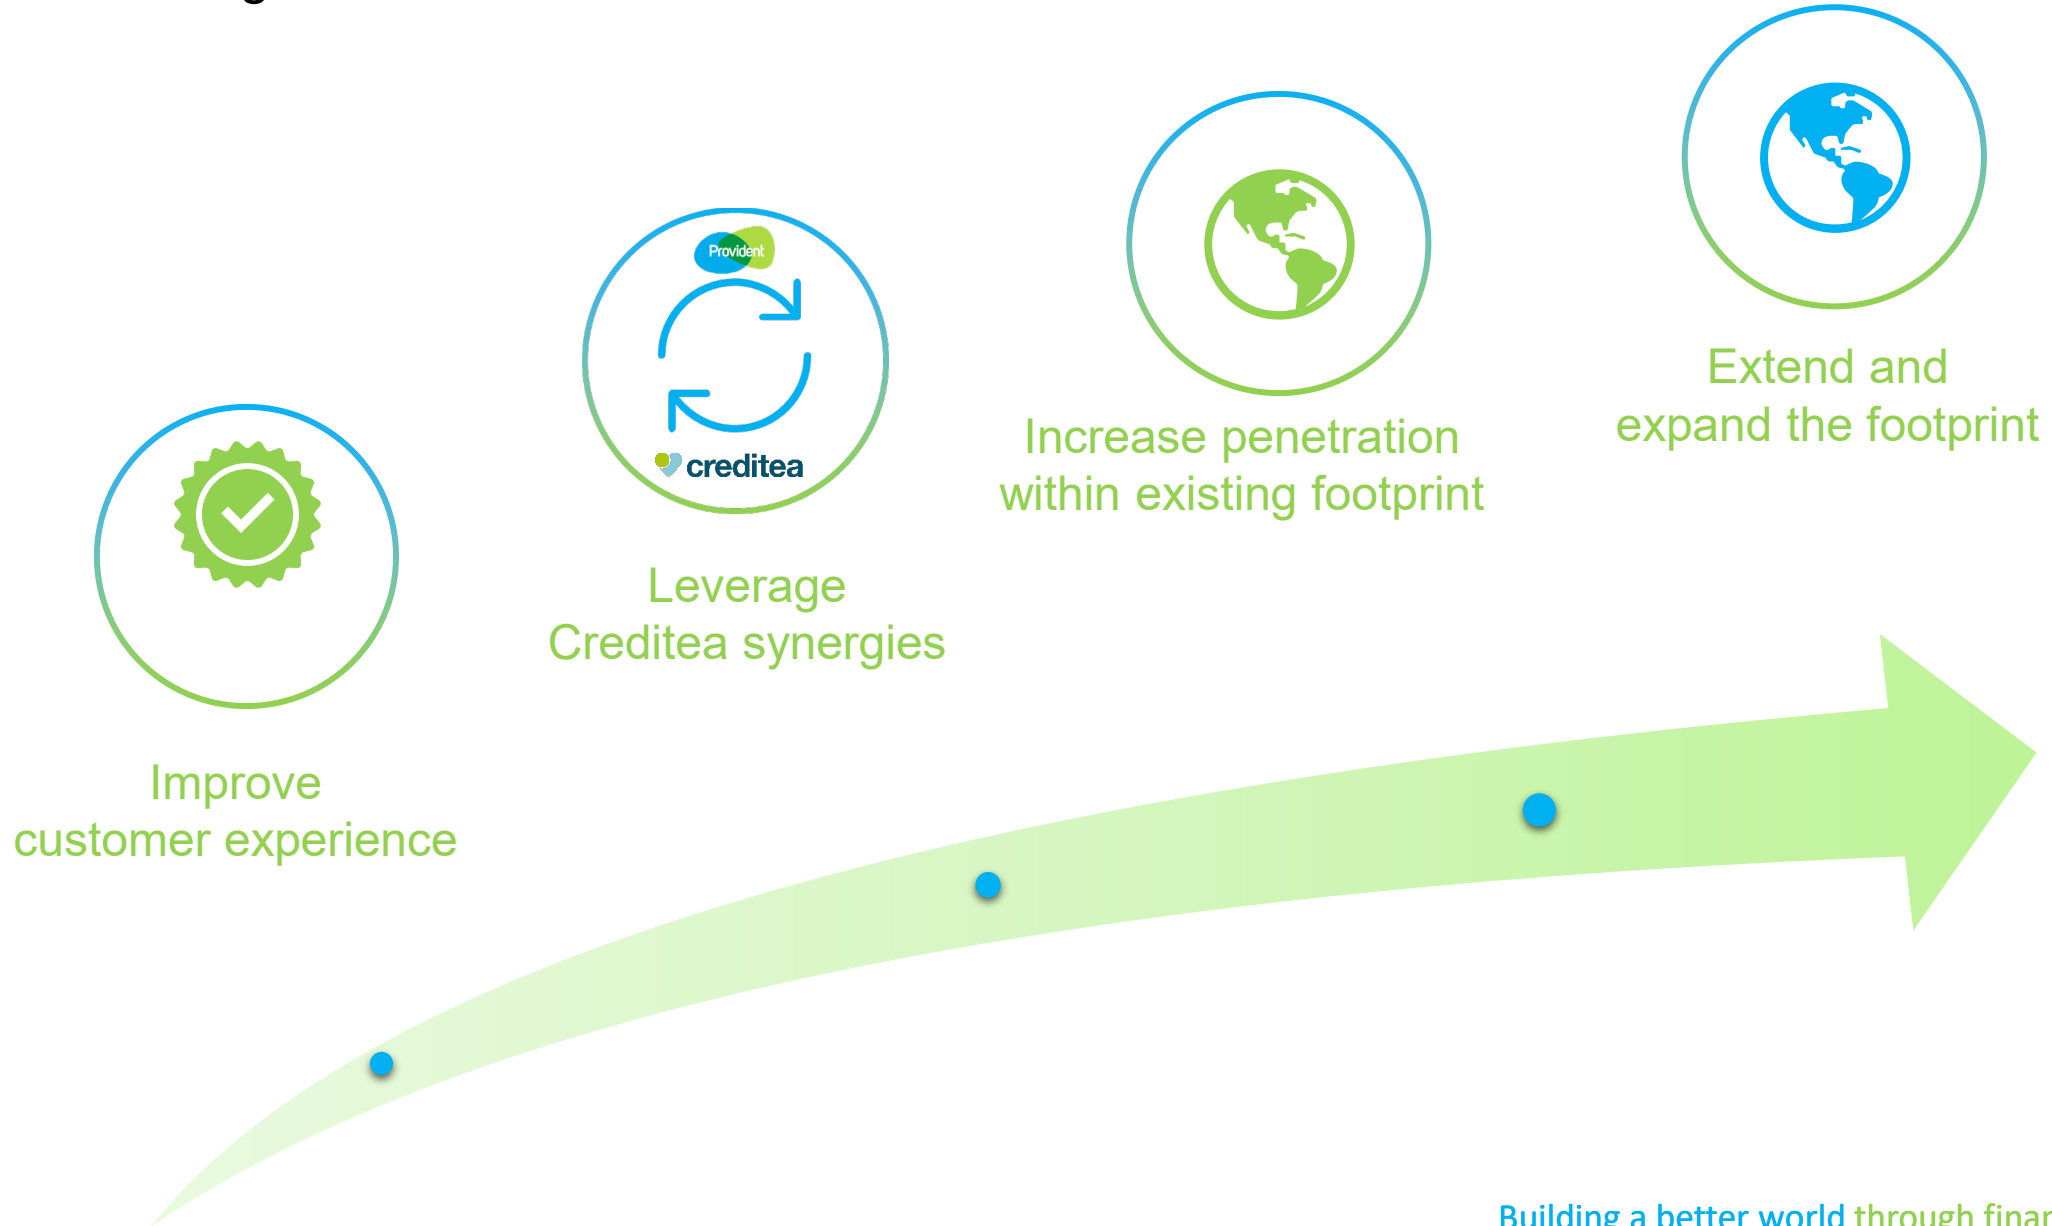 Improve
customer experience
Provident
creditea
Leverage
Creditea synergies
Increase penetration
within existing footprint
Extend and
expand the footprint
Building a better world through